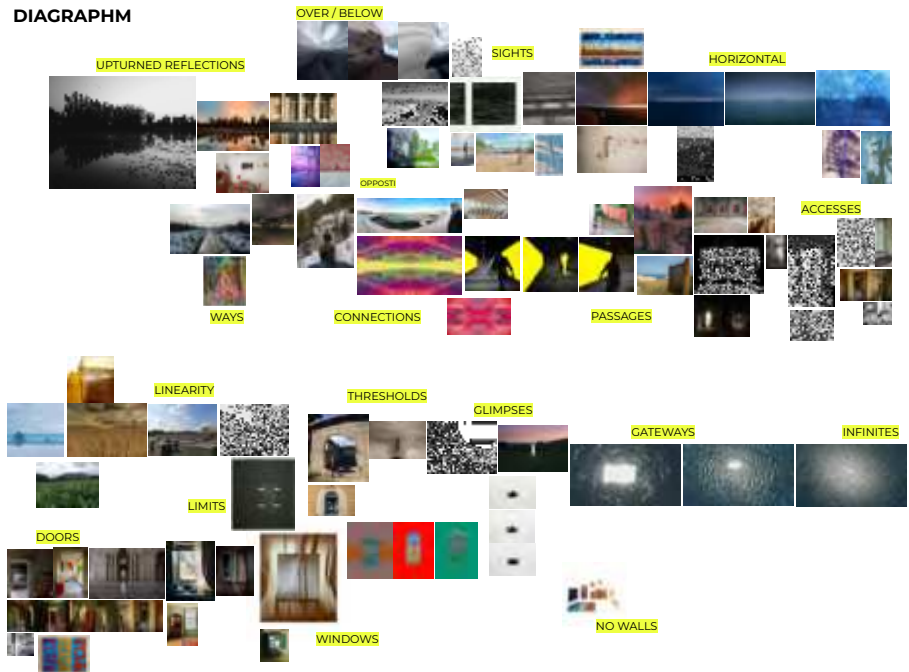 DIAGRAPHM
OVER / BELOW
SIGHTS
HORIZONTAL
UPTURNED REFLECTIONS
OPPOSTI
ACCESSES
WAYS
CONNECTIONS
PASSAGES
LINEARITY
THRESHOLDS
GLIMPSES
GATEWAYS
INFINITES
LIMITS
DOORS
WINDOWS
NO WALLS